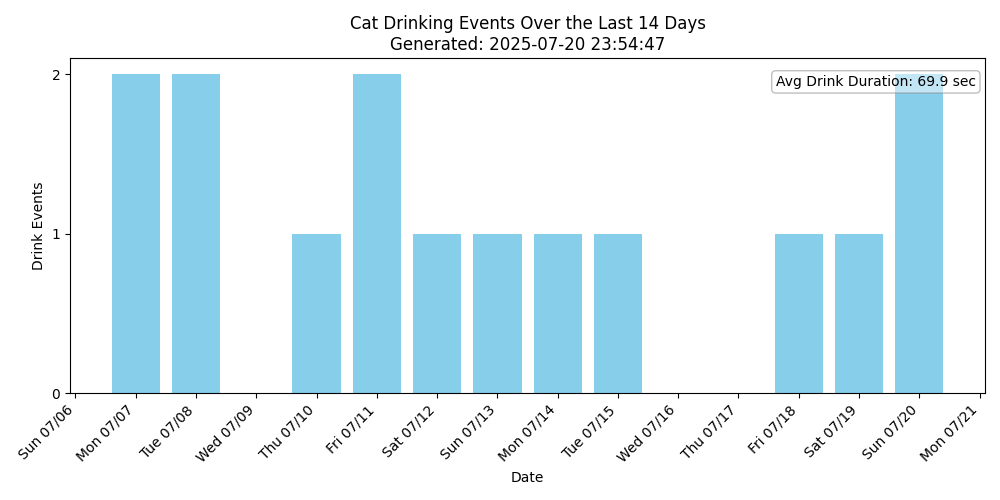 Cat Drinking Events Over the Last 14 Days
Generated: 2025-07-20 23:54:47
Avg Drink Duration: 69.9 sec
Drink Events
2
1
0
Sun 07/06
Mon 07/07
Tue 07/08
Wed 07/09
Thu 07/10
Fri 07/11
Sat 07/12
Sun 07/13
Mon 07/14
Tue 07/15
Wed 07/16
Thu 07/17
Fri 07/18
Sat 07/19
Sun 07/20
Mon 07/21
Date